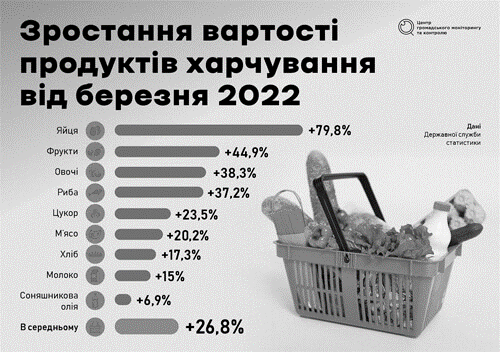 Зростання вартості
продуктів харчування
від березня 2022
Центр
громадського моніторингу
та контролю
Дані
Державної служби
статистики
Яйця +79,8%
Фрукти +44,9%
Овочі +38,3%
Риба +37,2%
Цукор +23,5%
М'ясо +20,2%
Хліб +17,3%
Молоко +15%
Соняшникова
олія +6,9%
В середньому +26,8%